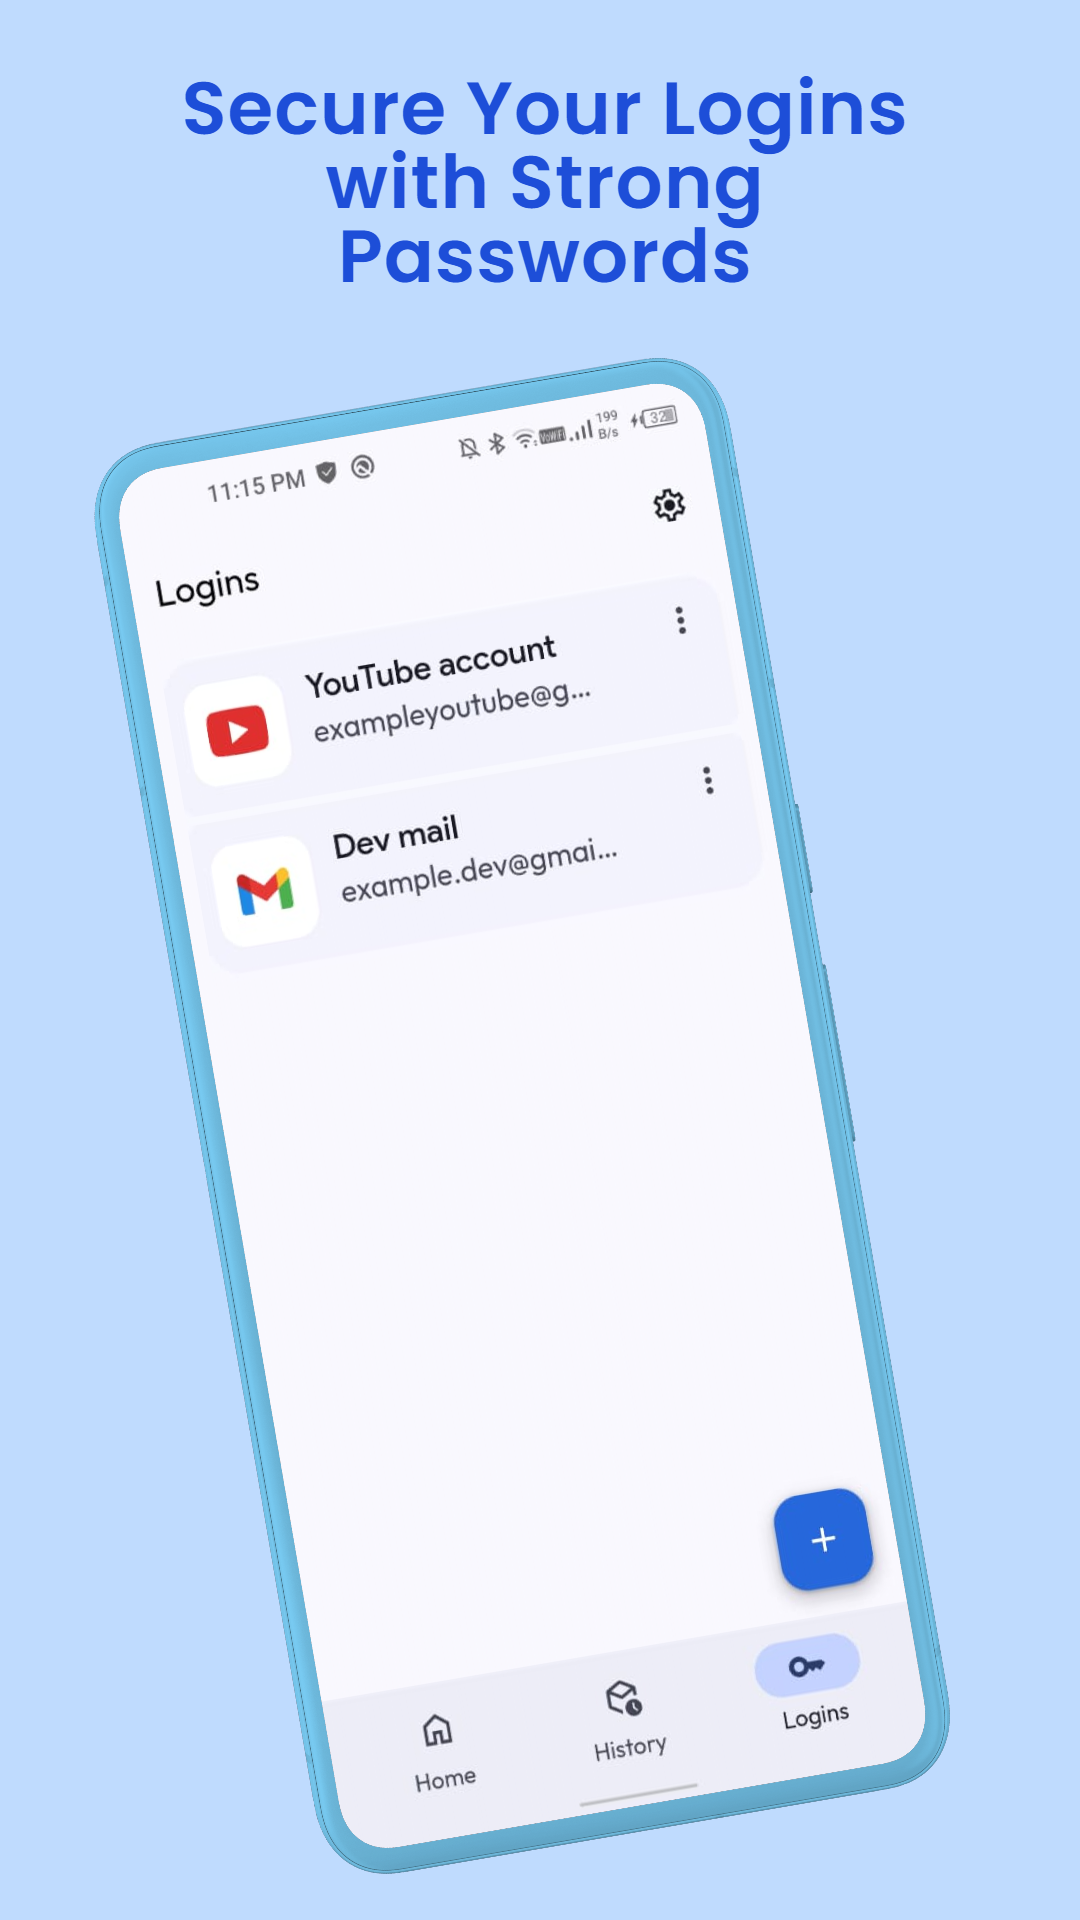 Secure Your Logins
with Strong
Passwords
11:15 PM
VoWiFi
199
B/s
32
Logins
YouTube account
exampleyoutube@g...
Dev mail
example.dev@gmai...
Home
History
Logins